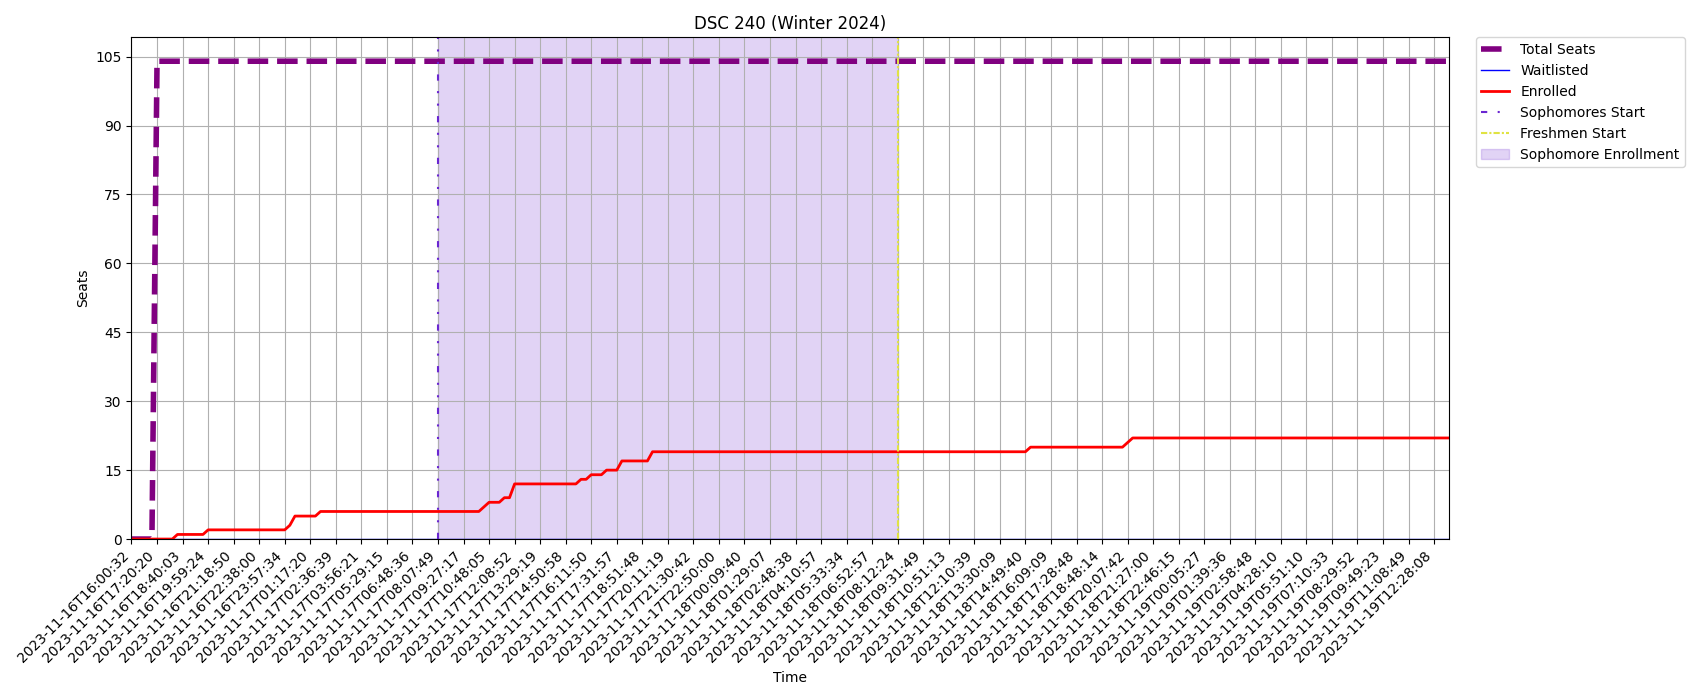 DSC 240 (Winter 2024)
Total Seats
Waitlisted
Enrolled
Sophomores Start
Freshmen Start
Sophomore Enrollment
Seats
105
90
75
60
45
30
15
0
2023-11-16T16:00:32
2023-11-16T17:20:20
2023-11-16T18:40:03
2023-11-16T19:59:24
2023-11-16T21:18:50
2023-11-16T22:38:00
2023-11-16T23:57:34
2023-11-17T01:17:20
2023-11-17T02:36:39
2023-11-17T03:56:21
2023-11-17T05:29:15
2023-11-17T06:48:36
2023-11-17T08:07:49
2023-11-17T09:27:17
2023-11-17T10:48:05
2023-11-17T12:08:52
2023-11-17T13:29:19
2023-11-17T14:50:58
2023-11-17T16:11:50
2023-11-17T17:31:57
2023-11-17T18:51:48
2023-11-17T20:11:19
2023-11-17T21:30:42
2023-11-17T22:50:00
2023-11-18T00:09:40
2023-11-18T01:29:07
2023-11-18T02:48:38
2023-11-18T04:10:57
2023-11-18T05:33:34
2023-11-18T06:52:57
2023-11-18T08:12:24
2023-11-18T09:31:49
2023-11-18T10:51:13
2023-11-18T12:10:39
2023-11-18T13:30:09
2023-11-18T14:49:40
2023-11-18T16:09:09
2023-11-18T17:28:48
2023-11-18T18:48:14
2023-11-18T20:07:42
2023-11-18T21:27:00
2023-11-18T22:46:15
2023-11-19T00:05:27
2023-11-19T01:39:36
2023-11-19T02:58:48
2023-11-19T04:28:10
2023-11-19T05:51:10
2023-11-19T07:10:33
2023-11-19T08:29:52
2023-11-19T09:49:23
2023-11-19T11:08:49
2023-11-19T12:28:08
Time